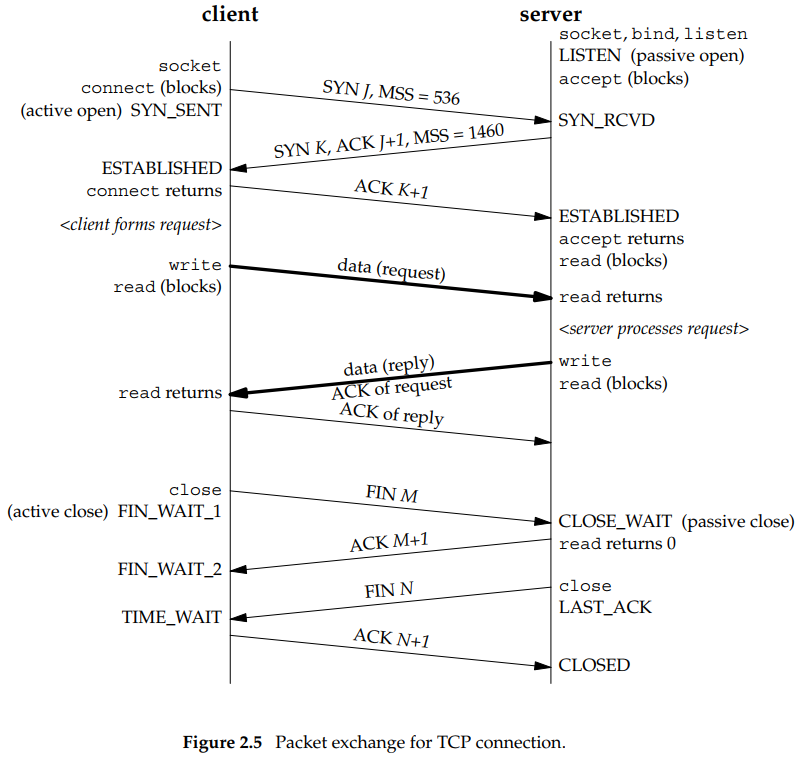 client
server
socket, bind, listen
LISTEN (passive open)
accept (blocks)
socket
connect (blocks)
(active open) SYN_SENT
SYN J, MSS = 536
SYN_RCVD
SYN K, ACK J+1, MSS = 1460
ESTABLISHED
connect returns
ACK K+1
<client forms request>
ESTABLISHED
accept returns
read (blocks)
write
read (blocks)
data (request)
read returns
<server processes request>
write
read (blocks)
data (reply)
ACK of request
read returns
ACK of reply
close
(active close) FIN_WAIT_1
FIN M
CLOSE_WAIT (passive close)
read returns 0
ACK M+1
FIN_WAIT_2
close
LAST_ACK
FIN N
TIME_WAIT
ACK N+1
CLOSED
Figure 2.5 Packet exchange for TCP connection.